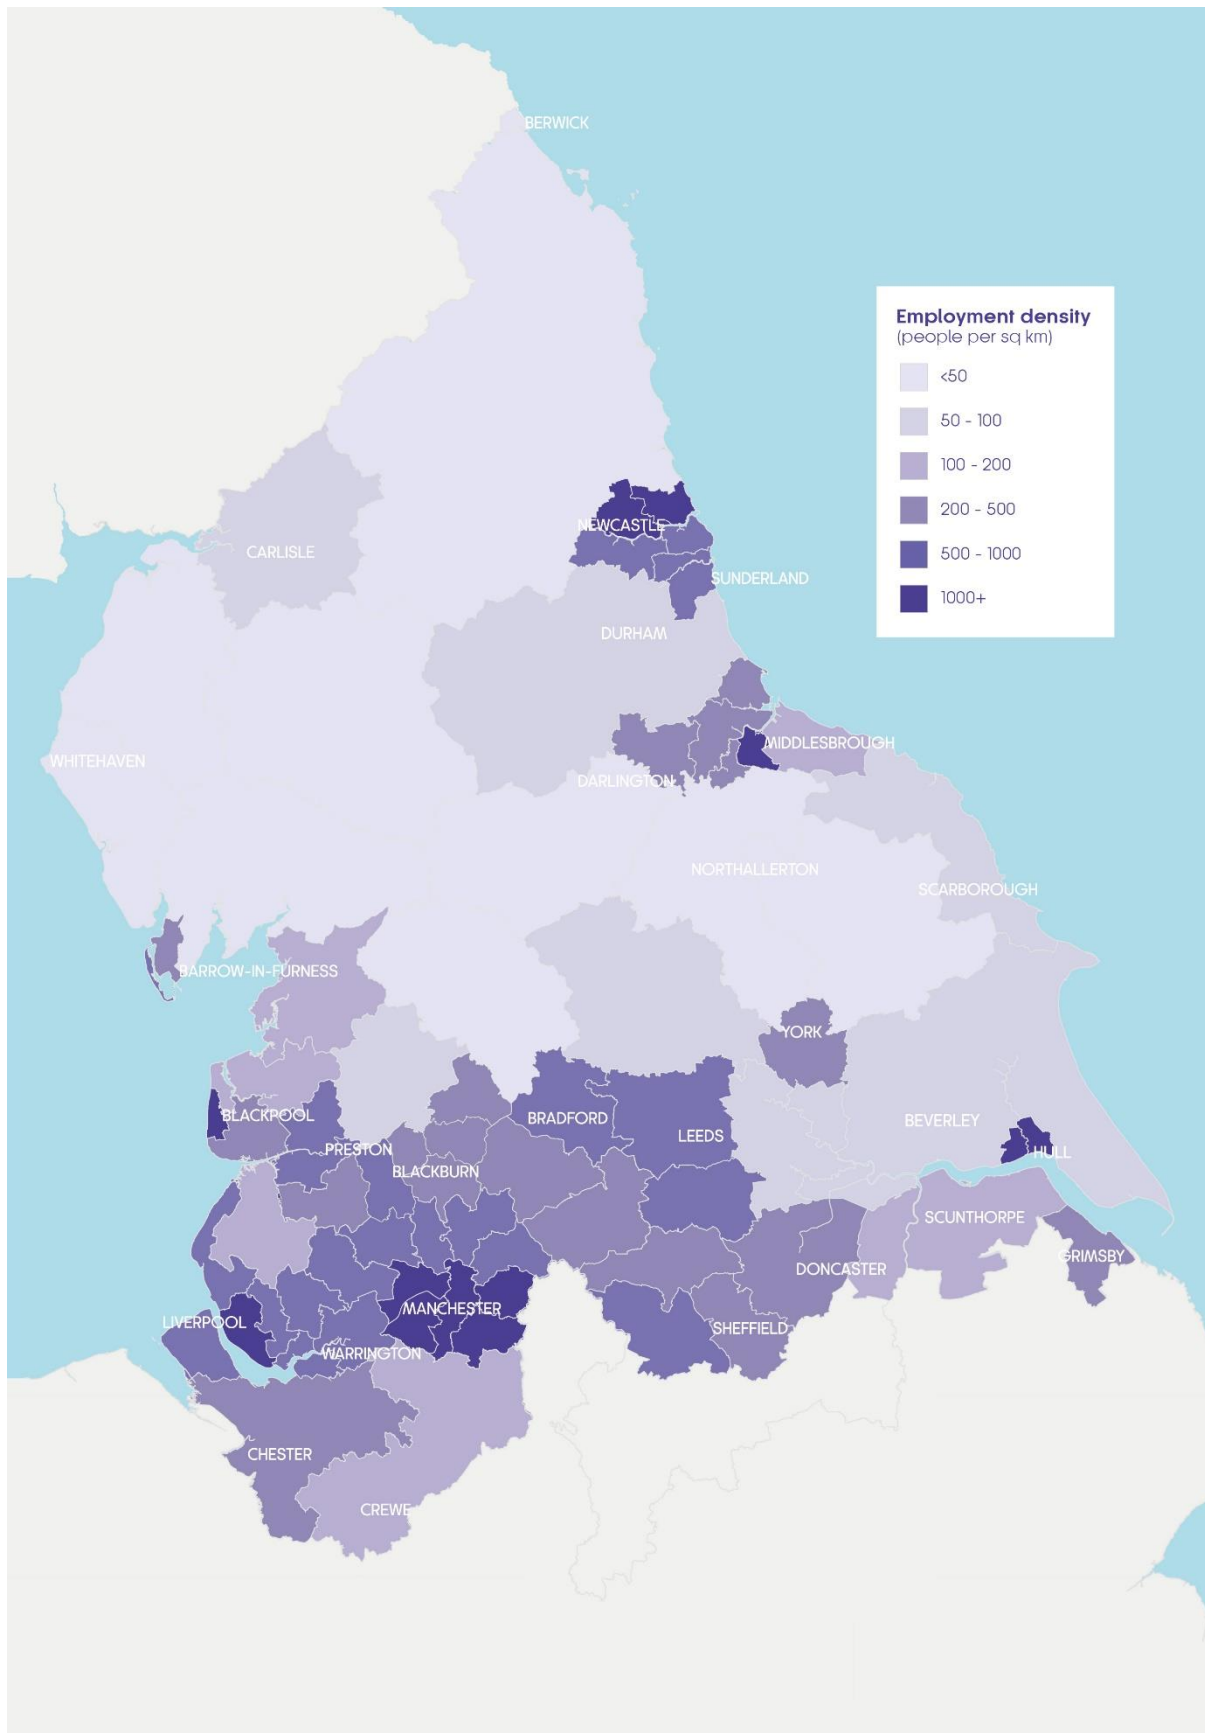 BERWICK
Employment density
(people per sq km)
<50
50 - 100
100 - 200
200 - 500
500 - 1000
1000+
NEWCASTLE
CARLISLE
SUNDERLAND
DURHAM
MIDDLESBROUGH
WHITEHAVEN
DARLINGTON
NORTHALLERTON
SCARBOROUGH
BARROW-IN-FURNESS
YORK
BLACKPOOL
BRADFORD
BEVERLEY
LEEDS
PRESTON
HULL
BLACKBURN
SCUNTHORPE
GRIMSBY
DONCASTER
MANCHESTER
LIVERPOOL
SHEFFIELD
WARRINGTON
CHESTER
CREWE